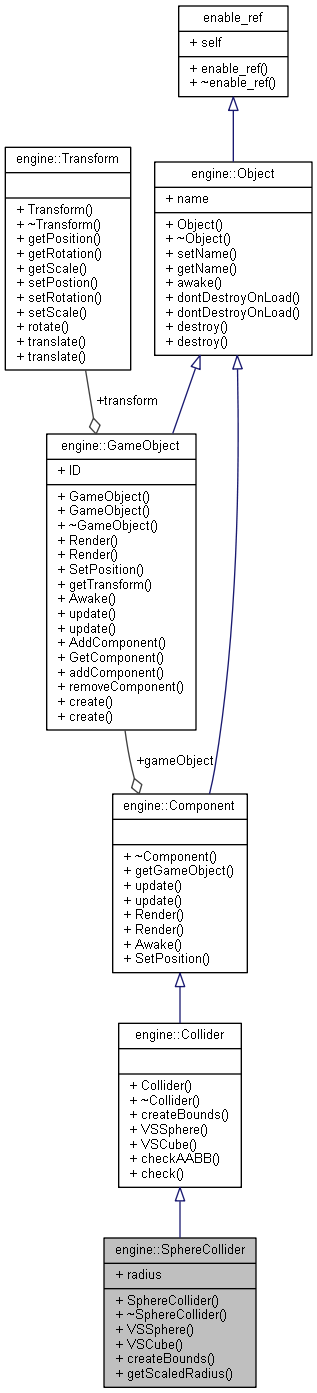 enable_ref
+ self
+ enable_ref()
+ ~enable_ref()
engine::Transform
+ Transform()
+ ~Transform()
+ getPosition()
+ getRotation()
+ getScale()
+ setPostion()
+ setRotation()
+ setScale()
+ rotate()
+ translate()
+ translate()
engine::Object
+ name
+ Object()
+ ~Object()
+ setName()
+ getName()
+ awake()
+ dontDestroyOnLoad()
+ dontDestroyOnLoad()
+ destroy()
+ destroy()
+transform
engine::GameObject
+ ID
+ GameObject()
+ GameObject()
+ ~GameObject()
+ Render()
+ Render()
+ SetPosition()
+ getTransform()
+ Awake()
+ update()
+ update()
+ AddComponent()
+ GetComponent()
+ addComponent()
+ removeComponent()
+ create()
+ create()
+gameObject
engine::Component
+ ~Component()
+ getGameObject()
+ update()
+ update()
+ Render()
+ Render()
+ Awake()
+ SetPosition()
engine::Collider
+ Collider()
+ ~Collider()
+ createBounds()
+ VSSphere()
+ VSCube()
+ checkAABB()
+ check()
engine::SphereCollider
+ radius
+ SphereCollider()
+ ~SphereCollider()
+ VSSphere()
+ VSCube()
+ createBounds()
+ getScaledRadius()